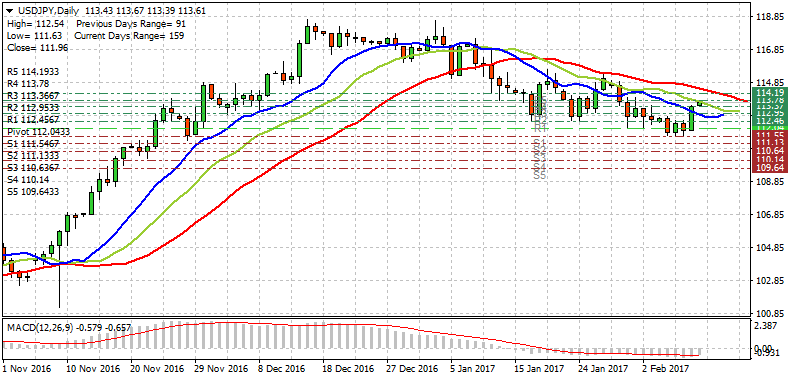 USDJPY,Daily 113.43 113.67 113.39 113.61
High= 112.54 Previous Days Range= 91
Low= 111.63 Current Days Range= 159
Close= 111.96
R5 114.1933
R4 113.78
R3 113.3667
R2 112.9533
R1 112.4567
Pivot 112.0433
S1 111.5467
S2 111.1333
S3 110.6367
S4 110.14
S5 109.6433
S1
S5
118.85
116.85
114.85
114.19
113.78
113.37
112.95
112.46
112.04
111.55
111.13
110.64
110.14
109.64
108.85
106.85
104.85
102.85
100.85
MACD(12,26,9) -0.579 -0.657
2.387
0.00
-0.931
1 Nov 2016
10 Nov 2016
20 Nov 2016
29 Nov 2016
8 Dec 2016
18 Dec 2016
27 Dec 2016
5 Jan 2017
15 Jan 2017
24 Jan 2017
2 Feb 2017